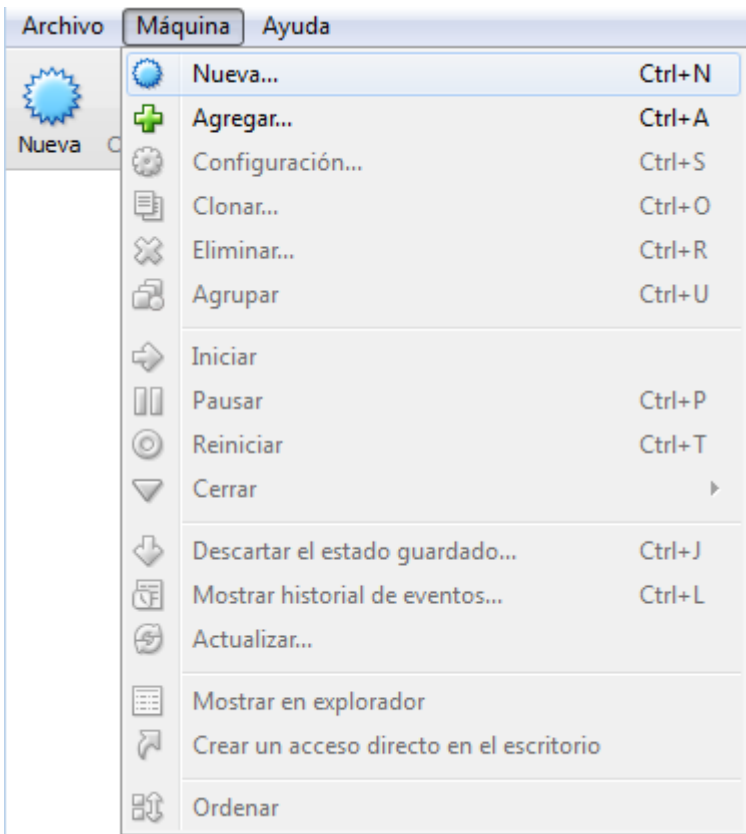 Archivo Máquina Ayuda
Nueva... Ctrl+N
Agregar... Ctrl+A
Nueva
Configuración... Ctrl+S
Clonar... Ctrl+O
Eliminar... Ctrl+R
Agrupar Ctrl+U
Iniciar
Pausar Ctrl+P
Reiniciar Ctrl+T
Cerrar
Descartar el estado guardado... Ctrl+J
Mostrar historial de eventos... Ctrl+L
Actualizar...
Mostrar en explorador
Crear un acceso directo en el escritorio
Ordenar